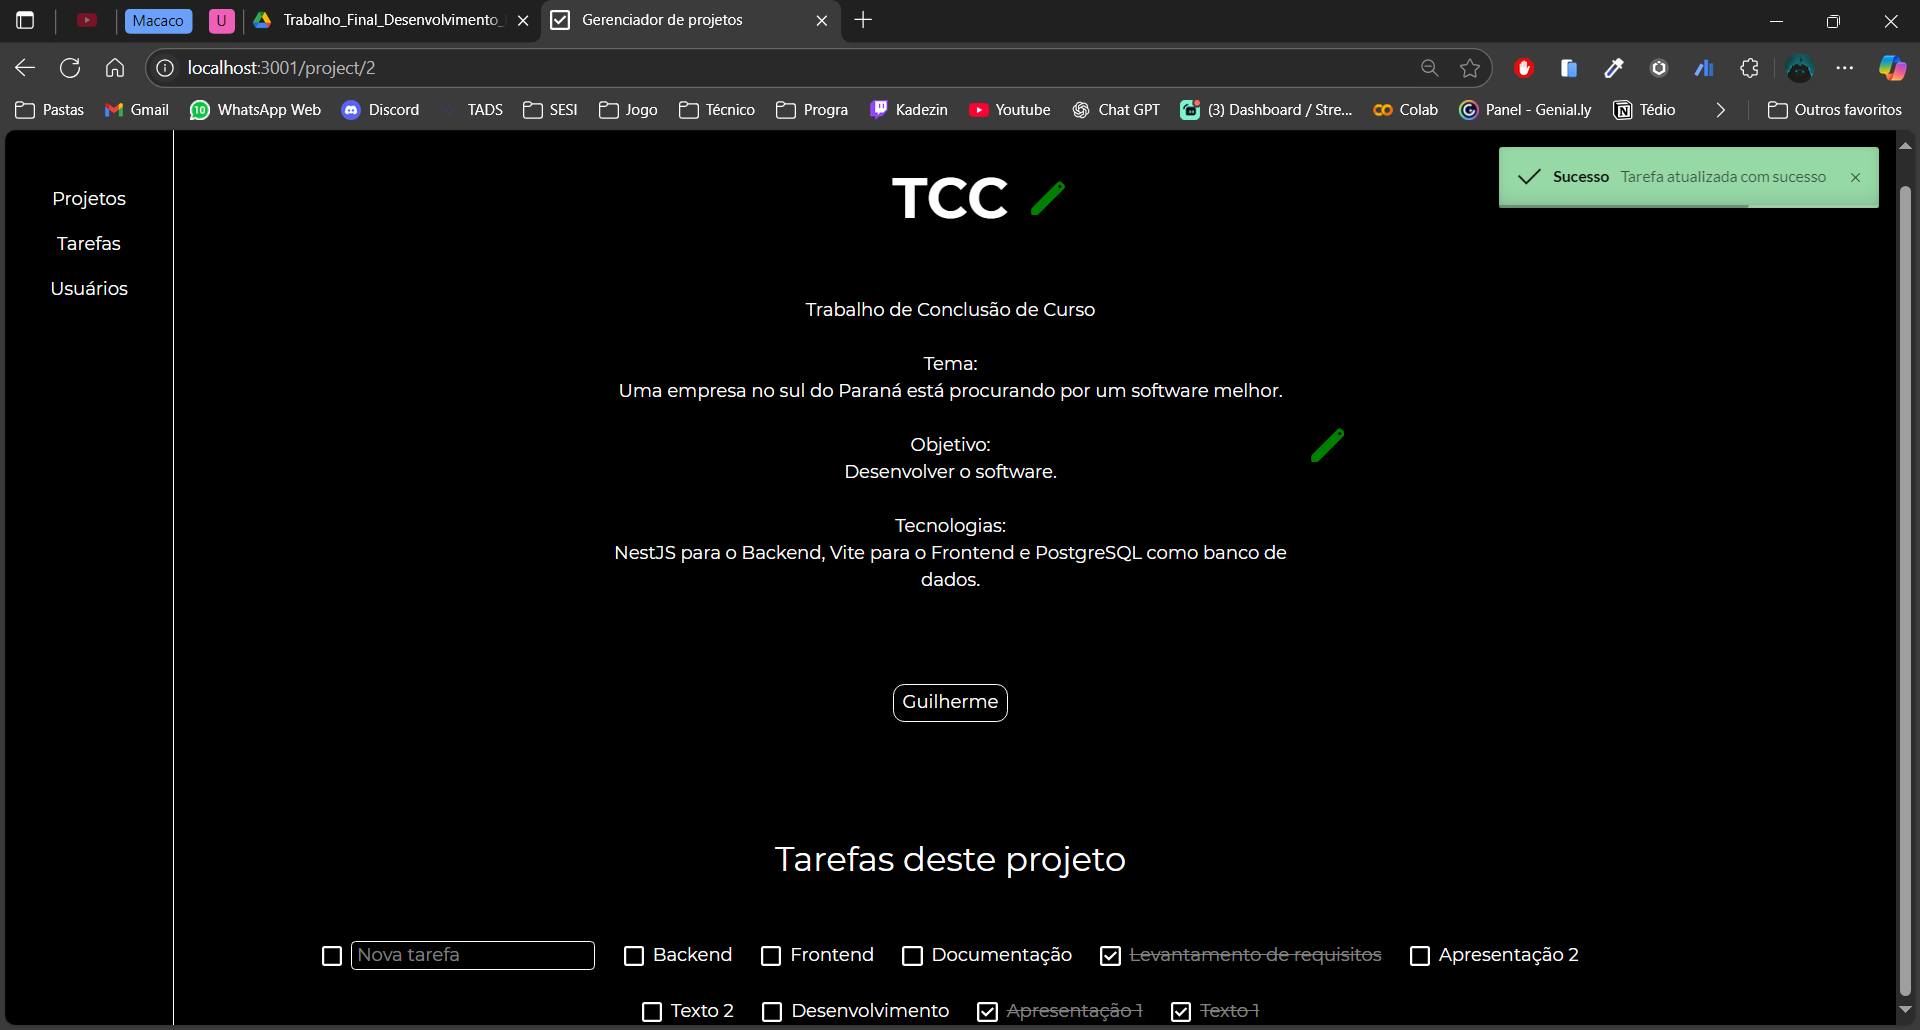 Macaco
U
Trabalho_Final_Desenvolvimento_
Gerenciador de projetos
localhost:3001/project/2
Pastas
Gmail
10
WhatsApp Web
Discord
TADS
SESI
Jogo
Técnico
Progra
Kadezin
Youtube
Chat GPT
(3) Dashboard / Stre...
Colab
Panel - Genial.ly
Tédio
Outros favoritos
Projetos
Tarefas
Usuários
TCC
Sucesso Tarefa atualizada com sucesso
Trabalho de Conclusão de Curso
Tema:
Uma empresa no sul do Paraná está procurando por um software melhor.
Objetivo:
Desenvolver o software.
Tecnologias:
NestJS para o Backend, Vite para o Frontend e PostgreSQL como banco de
dados.
Guilherme
Tarefas deste projeto
Nova tarefa
Backend
Frontend
Documentação
Levantamento de requisitos
Apresentação 2
Texto 2
Desenvolvimento
Apresentação 1
Texto 1